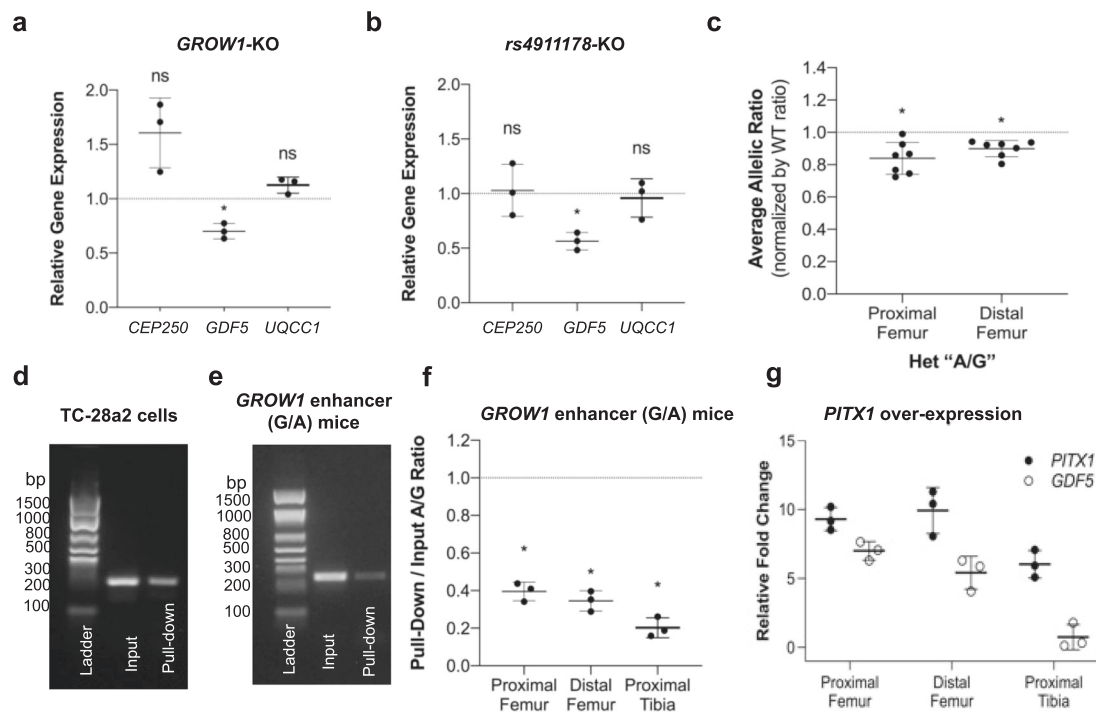 a
GROW1-KO
Relative Gene Expression
2.0
1.5
1.0
0.5
0.0
ns
*
ns
CEP250 GDF5 UQCC1
b
rs4911178-KO
Relative Gene Expression
2.0
1.5
1.0
0.5
0.0
ns
*
ns
CEP250 GDF5 UQCC1
c
Average Allelic Ratio
(normalized by WT ratio)
1.4
1.2
1.0
0.8
0.6
0.4
0.2
0.0
*
*
Proximal Distal
Femur Femur
Het “A/G”
d
TC-28a2 cells
bp
1500
1000
800
500
200
100
Ladder
Input
Pull-down
e
GROW1 enhancer
(G/A) mice
bp
1500
1000
800
500
300
200
100
Ladder
Input
Pull-down
f
GROW1 enhancer (G/A) mice
Pull-Down / Input A/G Ratio
1.2
1.0
0.8
0.6
0.4
0.2
0.0
*
*
*
Proximal Distal Proximal
Femur Femur Tibia
g
PITX1 over-expression
Relative Fold Change
15
10
5
0
PITX1
GDF5
Proximal Distal Proximal
Femur Femur Tibia